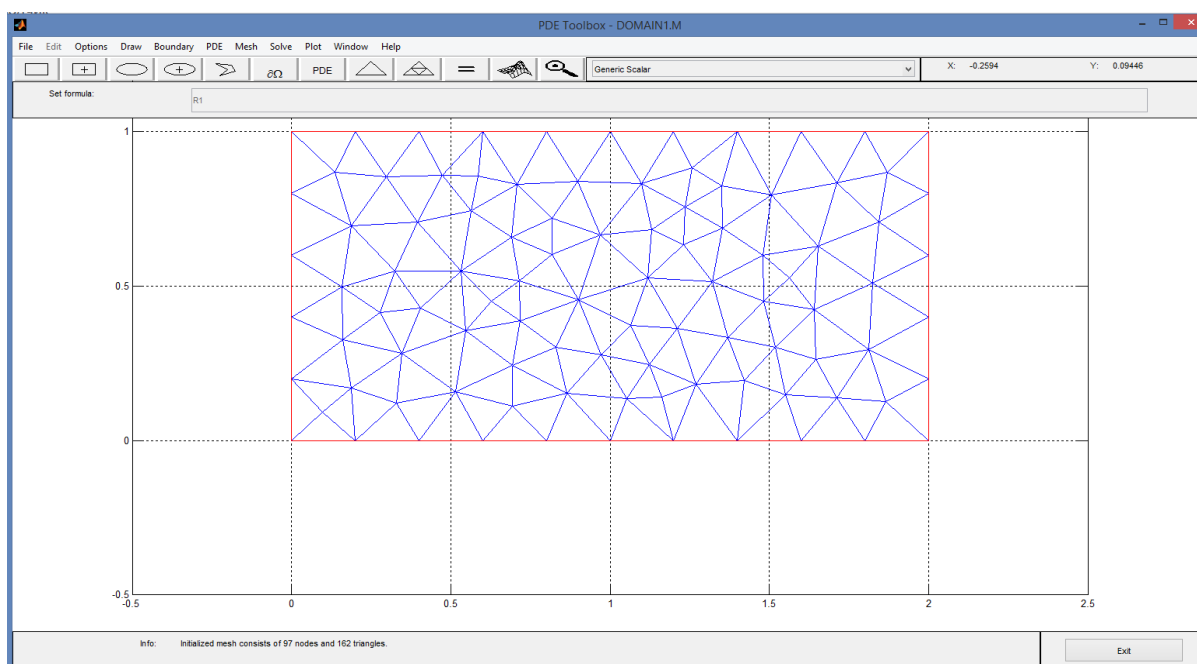 PDE Toolbox - DOMAIN1.M
File Edit Options Draw Boundary PDE Mesh Solve Plot Window Help
∂Ω PDE = Generic Scalar X: -0.2594 Y: 0.09446
Set formula: R1
1
0.5
0
-0.5
-0.5 0 0.5 1 1.5 2 2.5
Info: Initialized mesh consists of 97 nodes and 162 triangles. Exit